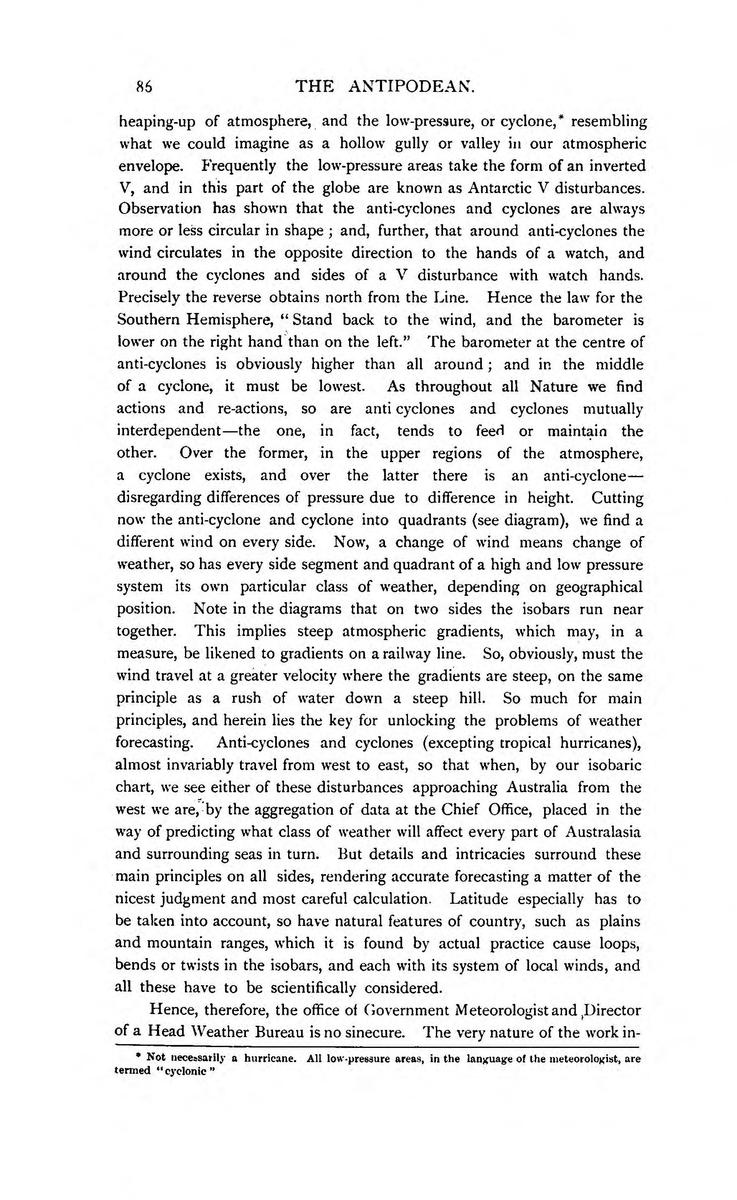 86 THE ANTIPODEAN.
heaping-up of atmosphere, and the low-pressure, or cyclone,* resembling
what we could imagine as a hollow gully or valley in our atmospheric
envelope. Frequently the low-pressure areas take the form of an inverted
V, and in this part of the globe are known as Antarctic V disturbances.
Observation has shown that the anti-cyclones and cyclones are always
more or less circular in shape ; and, further, that around anti-cyclones the
wind circulates in the opposite direction to the hands of a watch, and
around the cyclones and sides of a V disturbance with watch hands.
Precisely the reverse obtains north from the Line. Hence the law for the
Southern Hemisphere, “ Stand back to the wind, and the barometer is
lower on the right hand than on the left.” The barometer at the centre of
anti-cyclones is obviously higher than all around ; and in the middle
of a cyclone, it must be lowest. As throughout all Nature we find
actions and re-actions, so are anti cyclones and cyclones mutually
interdependent—the one, in fact, tends to feed or maintain the
other. Over the former, in the upper regions of the atmosphere,
a cyclone exists, and over the latter there is an anti-cyclone—
disregarding differences of pressure due to difference in height. Cutting
now the anti-cyclone and cyclone into quadrants (see diagram), we find a
different wind on every side. Now, a change of wind means change of
weather, so has every side segment and quadrant of a high and low pressure
system its own particular class of weather, depending on geographical
position. Note in the diagrams that on two sides the isobars run near
together. This implies steep atmospheric gradients, which may, in a
measure, be likened to gradients on a railway line. So, obviously, must the
wind travel at a greater velocity where the gradients are steep, on the same
principle as a rush of water down a steep hill. So much for main
principles, and herein lies the key for unlocking the problems of weather
forecasting. Anti-cyclones and cyclones (excepting tropical hurricanes),
almost invariably travel from west to east, so that when, by our isobaric
chart, we see either of these disturbances approaching Australia from the
west we are, by the aggregation of data at the Chief Office, placed in the
way of predicting what class of weather will affect every part of Australasia
and surrounding seas in turn. But details and intricacies surround these
main principles on all sides, rendering accurate forecasting a matter of the
nicest judgment and most careful calculation. Latitude especially has to
be taken into account, so have natural features of country, such as plains
and mountain ranges, which it is found by actual practice cause loops,
bends or twists in the isobars, and each with its system of local winds, and
all these have to be scientifically considered.
Hence, therefore, the office of Government Meteorologist and Director
of a Head Weather Bureau is no sinecure. The very nature of the work in-
* Not necessarily a hurricane. All low-pressure areas, in the language of the meteorologist, are
termed “cyclonic”